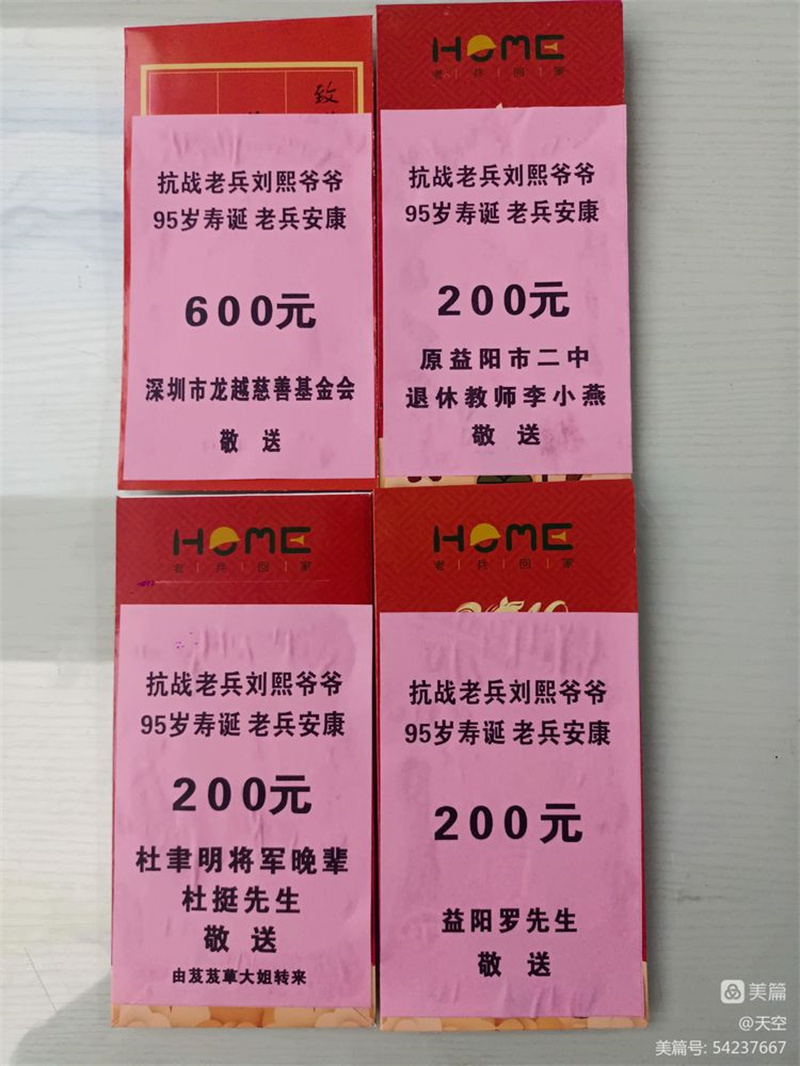 致
抗战老兵刘熙爷爷
95岁寿诞 老兵安康
600元
深圳市龙越慈善基金会
敬 送
HOME
老|兵|回|家
抗战老兵刘熙爷爷
95岁寿诞 老兵安康
200元
原益阳市二中
退休教师李小燕
敬 送
HOME
老|兵|回|家
抗战老兵刘熙爷爷
95岁寿诞 老兵安康
200元
杜聿明将军晚辈
杜挺先生
敬 送
由芨芨草大姐转来
HOME
老|兵|回|家
抗战老兵刘熙爷爷
95岁寿诞 老兵安康
200元
益阳罗先生
敬 送
美篇
@天空
美篇号: 54237667